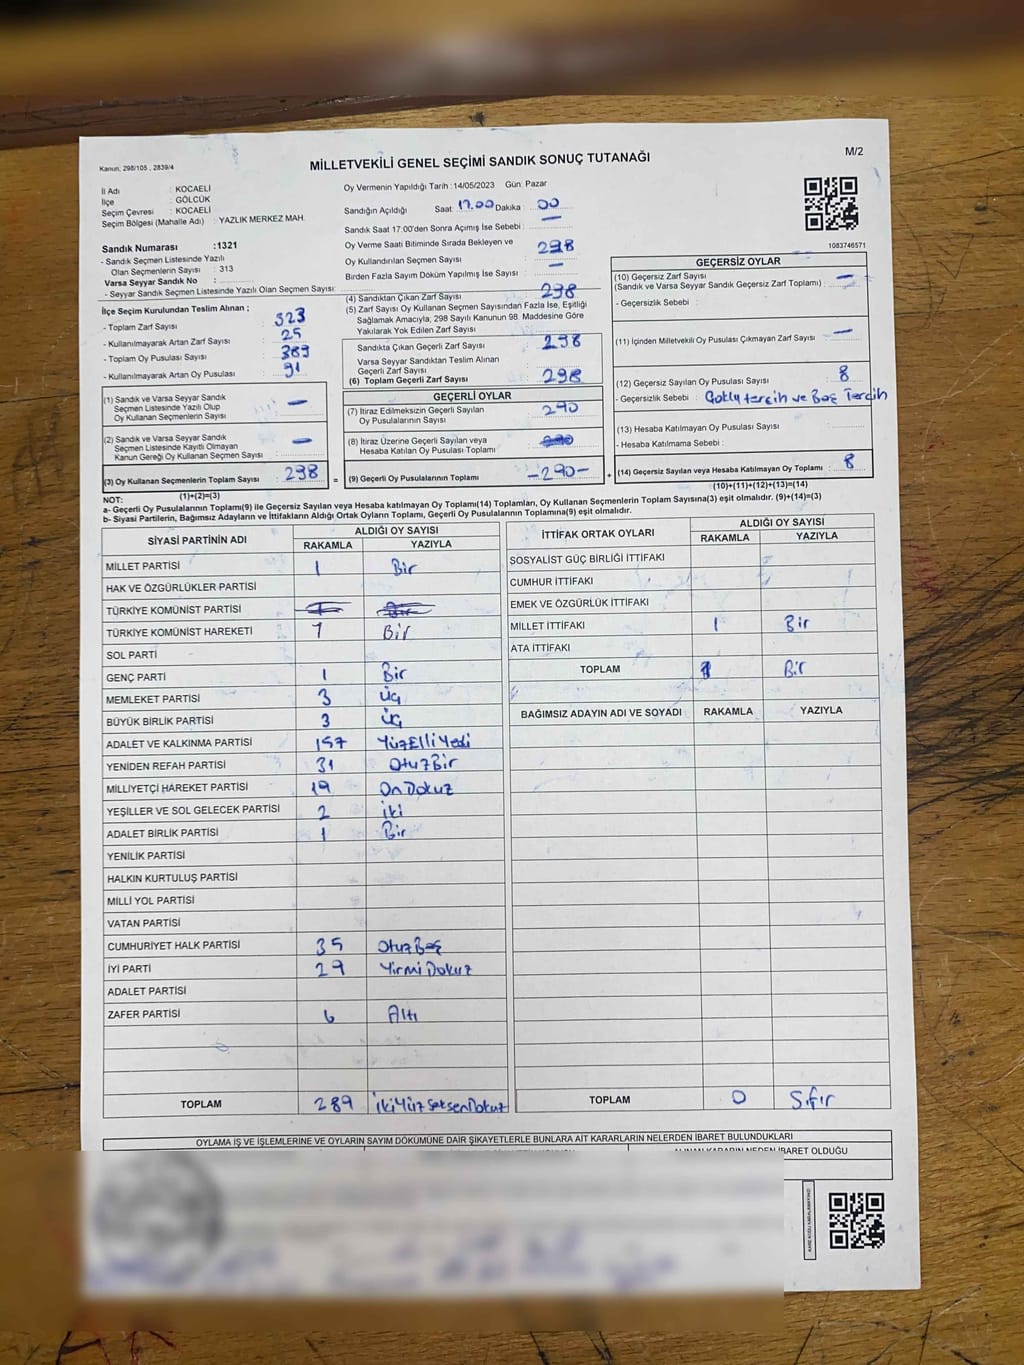 Kanun; 298/105 , 2839/4
MİLLETVEKİLİ GENEL SEÇİMİ SANDIK SONUÇ TUTANAĞI
M/2
İl Adı : KOCAELİ
İlçe : GÖLCÜK
Seçim Çevresi : KOCAELİ
Seçim Bölgesi (Mahalle Adı) : YAZLIK MERKEZ MAH.
Sandık Numarası :1321
- Sandık Seçmen Listesinde Yazılı
Olan Seçmenlerin Sayısı : 313
Varsa Seyyar Sandık No :
- Seyyar Sandık Seçmen Listesinde Yazılı Olan Seçmen Sayısı:
Oy Vermenin Yapıldığı Tarih :14/05/2023 Gün: Pazar
Sandığın Açıldığı Saat: 17.00 Dakika : 00
Sandık Saat 17:00'den Sonra Açımış İse Sebebi : —
Oy Verme Saati Bitiminde Sırada Bekleyen ve
Oy Kullandırılan Seçmen Sayısı : 298
Birden Fazla Sayım Döküm Yapılmış İse Sayısı : —
1083746571
İlçe Seçim Kurulundan Teslim Alınan ;
- Toplam Zarf Sayısı : 323
- Kullanılmayarak Artan Zarf Sayısı : 25
- Toplam Oy Pusulası Sayısı : 389
- Kullanılmayarak Artan Oy Pusulası : 91
(4) Sandıktan Çıkan Zarf Sayısı : 298
(5) Zarf Sayısı Oy Kullanan Seçmen Sayısından Fazla İse, Eşitliği
Sağlamak Amacıyla, 298 Sayılı Kanunun 98. Maddesine Göre
Yakılarak Yok Edilen Zarf Sayısı :
Sandıkta Çıkan Geçerli Zarf Sayısı : 298
Varsa Seyyar Sandıktan Teslim Alınan
Geçerli Zarf Sayısı :
(6) Toplam Geçerli Zarf Sayısı : 298
GEÇERSİZ OYLAR
(10) Geçersiz Zarf Sayısı
(Sandık ve Varsa Seyyar Sandık Geçersiz Zarf Toplamı) : —
- Geçersizlik Sebebi :
(11) İçinden Milletvekili Oy Pusulası Çıkmayan Zarf Sayısı : —
(12) Geçersiz Sayılan Oy Pusulası Sayısı : 8
- Geçersizlik Sebebi : Çoklu tercih ve Boş Tercih
(13) Hesaba Katılmayan Oy Pusulası Sayısı :
- Hesaba Katılmama Sebebi :
(14) Geçersiz Sayılan veya Hesaba Katılmayan Oy Toplamı : 8
(10)+(11)+(12)+(13)=(14)
(1) Sandık ve Varsa Seyyar Sandık
Seçmen Listesinde Yazılı Olup
Oy Kullanan Seçmenlerin Sayısı : —
(2) Sandık ve Varsa Seyyar Sandık
Seçmen Listesinde Kayıtlı Olmayan
Kanun Gereği Oy Kullanan Seçmen Sayısı : —
(3) Oy Kullanan Seçmenlerin Toplam Sayısı : 298 =
(1)+(2)=(3)
GEÇERLİ OYLAR
(7) İtiraz Edilmeksizin Geçerli Sayılan
Oy Pusulalarının Sayısı : 290
(8) İtiraz Üzerine Geçerli Sayılan veya
Hesaba Katılan Oy Pusulası Toplamı :
(9) Geçerli Oy Pusulalarının Toplamı : -290- +
NOT:
a- Geçerli Oy Pusulalarının Toplamı(9) ile Geçersiz Sayılan veya Hesaba katılmayan Oy Toplamı(14) Toplamları, Oy Kullanan Seçmenlerin Toplam Sayısına(3) eşit olmalıdır. (9)+(14)=(3)
b- Siyasi Partilerin, Bağımsız Adayların ve İttifakların Aldığı Ortak Oyların Toplamı, Geçerli Oy Pusulalarının Toplamına(9) eşit olmalıdır.
SİYASİ PARTİNİN ADI ALDIĞI OY SAYISI
RAKAMLA YAZIYLA
MİLLET PARTİSİ 1 Bir
HAK VE ÖZGÜRLÜKLER PARTİSİ
TÜRKİYE KOMÜNİST PARTİSİ 1 Bir
TÜRKİYE KOMÜNİST HAREKETİ 1 Bir
SOL PARTİ
GENÇ PARTİ 1 Bir
MEMLEKET PARTİSİ 3 üç
BÜYÜK BİRLİK PARTİSİ 3 üç
ADALET VE KALKINMA PARTİSİ 157 YüzElliYedi
YENİDEN REFAH PARTİSİ 31 OtuzBir
MİLLİYETÇİ HAREKET PARTİSİ 19 OnDokuz
YEŞİLLER VE SOL GELECEK PARTİSİ 2 iki
ADALET BİRLİK PARTİSİ 1 Bir
YENİLİK PARTİSİ
HALKIN KURTULUŞ PARTİSİ
MİLLİ YOL PARTİSİ
VATAN PARTİSİ
CUMHURİYET HALK PARTİSİ 35 OtuzBeş
İYİ PARTİ 29 YirmiDokuz
ADALET PARTİSİ
ZAFER PARTİSİ 6 Altı
TOPLAM 289 ikiYüzSeksenDokuz
İTTİFAK ORTAK OYLARI ALDIĞI OY SAYISI
RAKAMLA YAZIYLA
SOSYALİST GÜÇ BİRLİĞİ İTTİFAKI
CUMHUR İTTİFAKI
EMEK VE ÖZGÜRLÜK İTTİFAKI
MİLLET İTTİFAKI 1 Bir
ATA İTTİFAKI
TOPLAM 1 Bir
BAĞIMSIZ ADAYIN ADI VE SOYADI RAKAMLA YAZIYLA
TOPLAM 0 Sıfır
OYLAMA İŞ VE İŞLEMLERİNE VE OYLARIN SAYIM DÖKÜMÜNE DAİR ŞİKAYETLERLE BUNLARA AİT KARARLARIN NELERDEN İBARET BULUNDUKLARI
ALINAN KARARIN NEDEN İBARET OLDUĞU